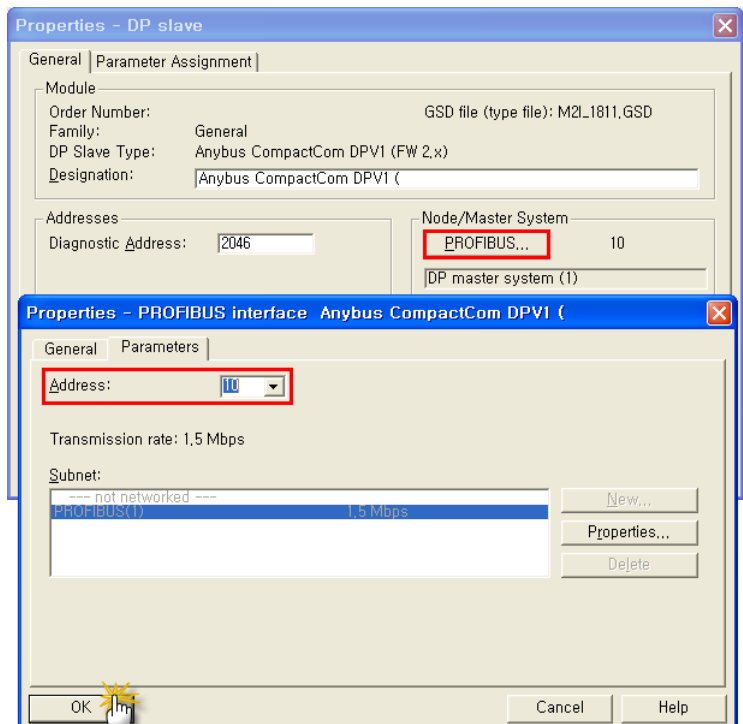 Properties - DP slave
General Parameter Assignment
Module
Order Number: GSD file (type file): M2I_1811.GSD
Family: General
DP Slave Type: Anybus CompactCom DPV1 (FW 2.x)
Designation: Anybus CompactCom DPV1 (
Addresses Node/Master System
Diagnostic Address: 2046 PROFIBUS... 10
DP master system (1)
Properties - PROFIBUS interface Anybus CompactCom DPV1 (
General Parameters
Address: 10
Transmission rate: 1.5 Mbps
Subnet:
--- not networked --- New...
PROFIBUS(1) 1.5 Mbps
Properties...
Delete
OK Cancel Help